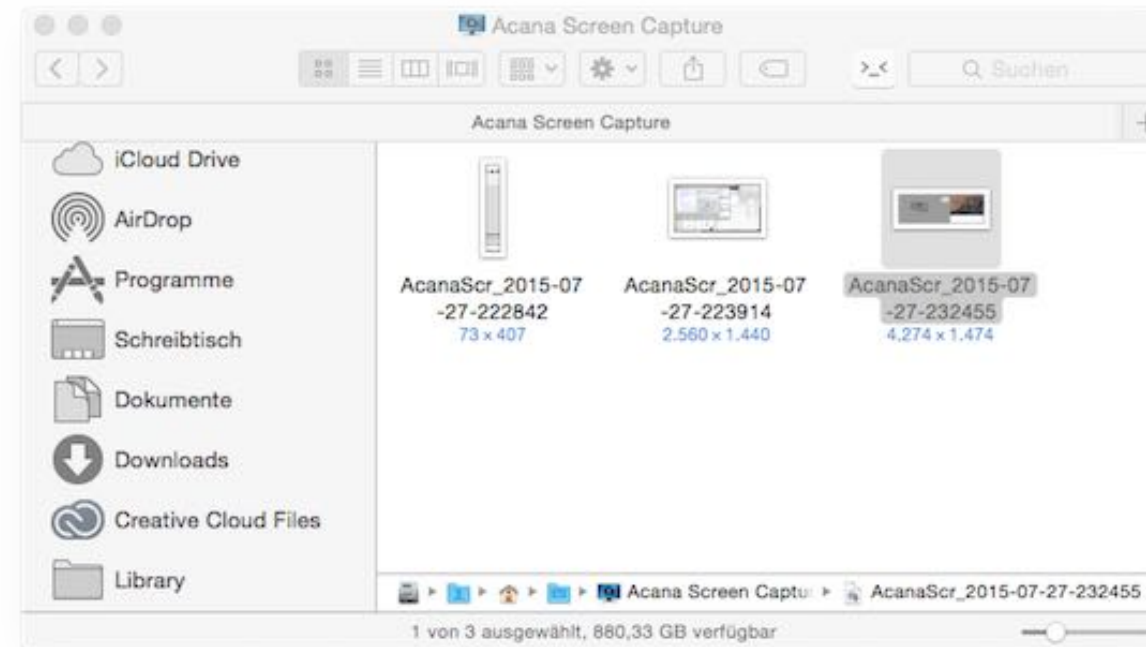 Acana Screen Capture
>_< Suchen
Acana Screen Capture +
iCloud Drive
AirDrop
Programme
Schreibtisch
Dokumente
Downloads
Creative Cloud Files
Library
AcanaScr_2015-07
-27-222842
73 × 407
AcanaScr_2015-07
-27-223914
2.560 × 1.440
AcanaScr_2015-07
-27-232455
4.274 × 1.474
Acana Screen Captu AcanaScr_2015-07-27-232455
1 von 3 ausgewählt, 880,33 GB verfügbar